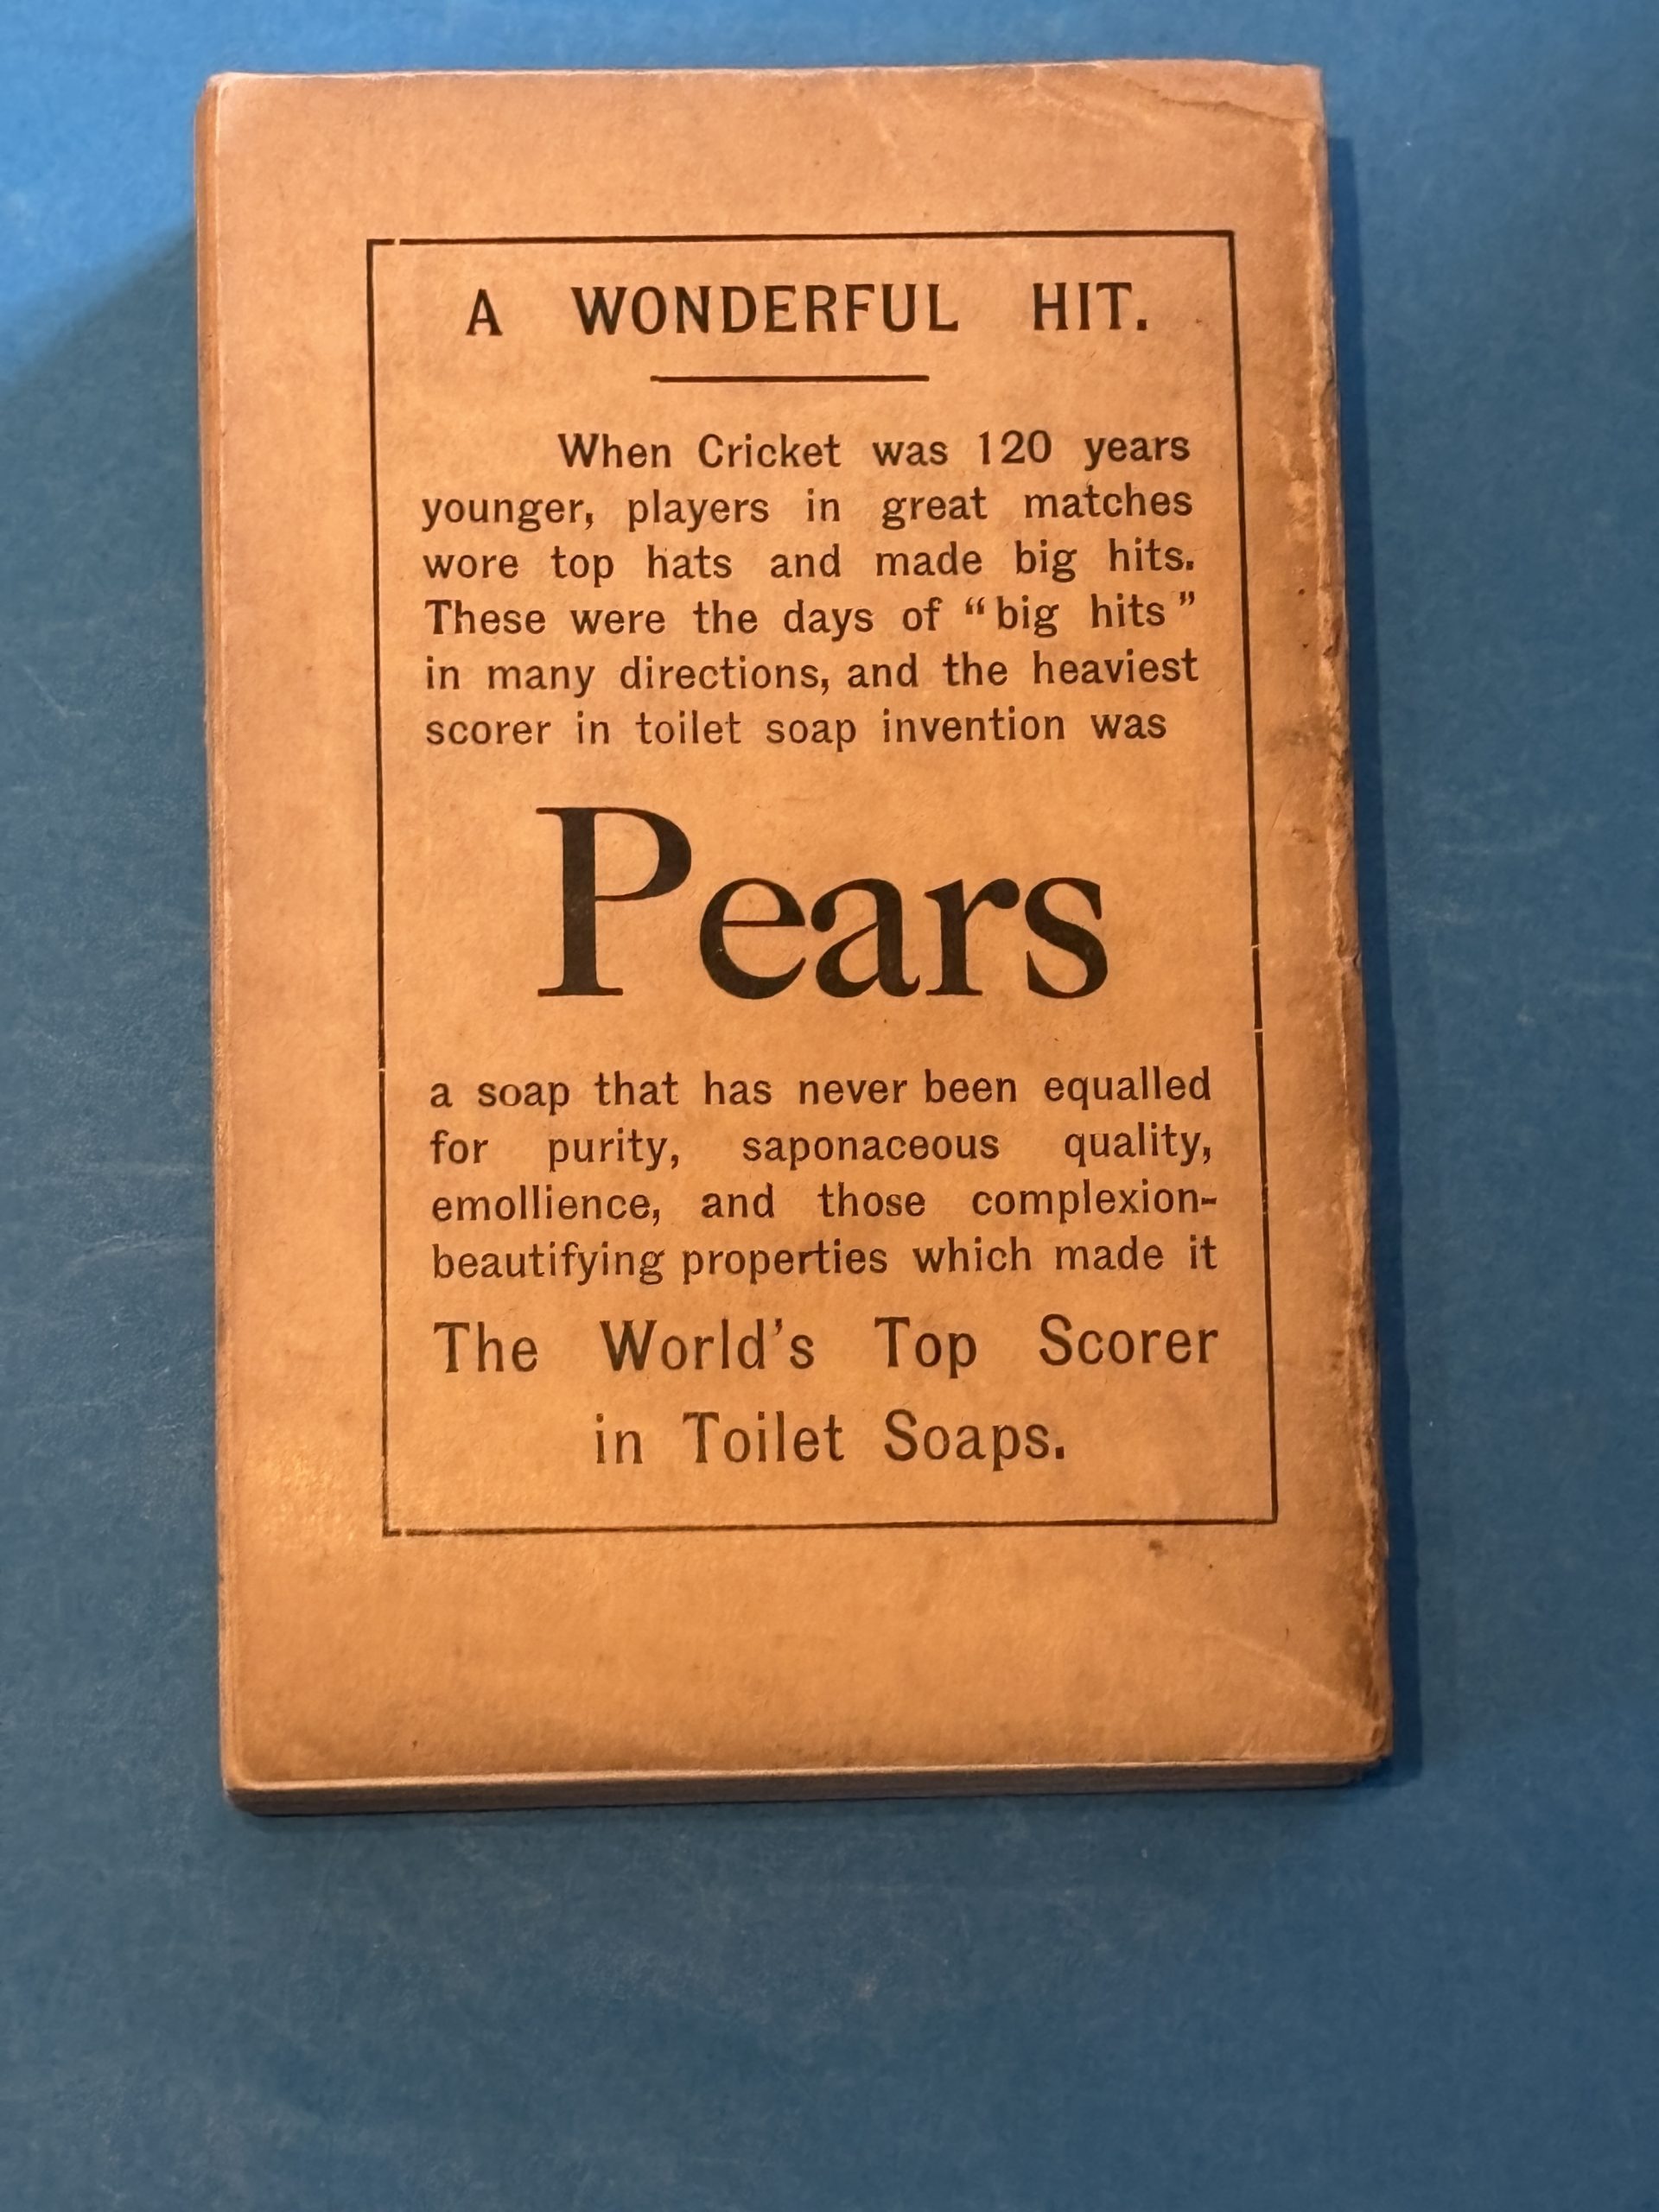 A WONDERFUL HIT.
When Cricket was 120 years
younger, players in great matches
wore top hats and made big hits.
These were the days of “big hits”
in many directions, and the heaviest
scorer in toilet soap invention was
Pears
a soap that has never been equalled
for purity, saponaceous quality,
emollience, and those complexion-
beautifying properties which made it
The World's Top Scorer
in Toilet Soaps.